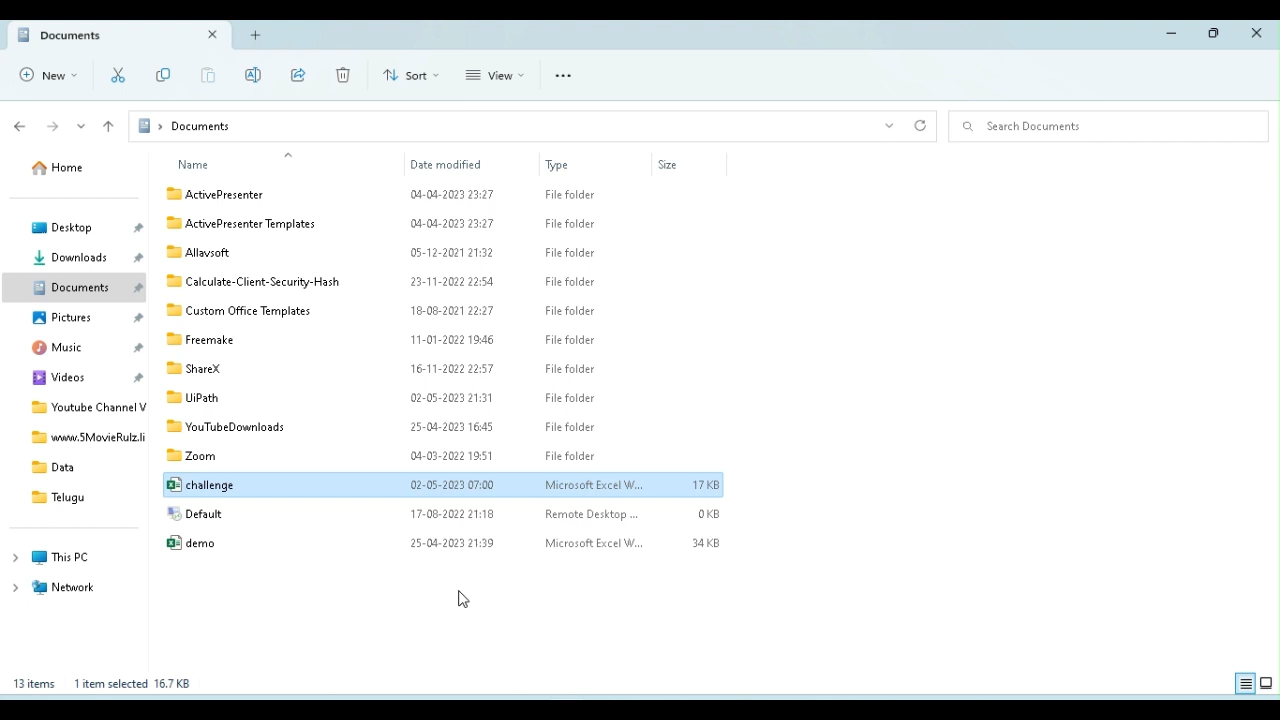 Documents
New
Sort
View
Documents
Search Documents
Home
Desktop
Downloads
Documents
Pictures
Music
Videos
Youtube Channel V
www.5MovieRulz.li
Data
Telugu
This PC
Network
Name Date modified Type Size
ActivePresenter 04-04-2023 23:27 File folder
ActivePresenter Templates 04-04-2023 23:27 File folder
Allavsoft 05-12-2021 21:32 File folder
Calculate-Client-Security-Hash 23-11-2022 22:54 File folder
Custom Office Templates 18-08-2021 22:27 File folder
Freemake 11-01-2022 19:46 File folder
ShareX 16-11-2022 22:57 File folder
UiPath 02-05-2023 21:31 File folder
YouTubeDownloads 25-04-2023 16:45 File folder
Zoom 04-03-2022 19:51 File folder
challenge 02-05-2023 07:00 Microsoft Excel W... 17 KB
Default 17-08-2022 21:18 Remote Desktop ... 0 KB
demo 25-04-2023 21:39 Microsoft Excel W... 34 KB
13 items 1 item selected 16.7 KB